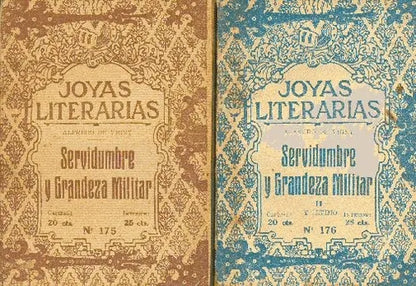 JOYAS
LITERARIAS
ALFREDO DE VIGNY
Servidumbre
y Grandeza Militar
20 cts.
25 cts.
Nº 175
JOYAS
LITERARIAS
Servidumbre
y Grandeza Militar
II
Y ULTIMO
20 cts.
25 cts.
Nº 176